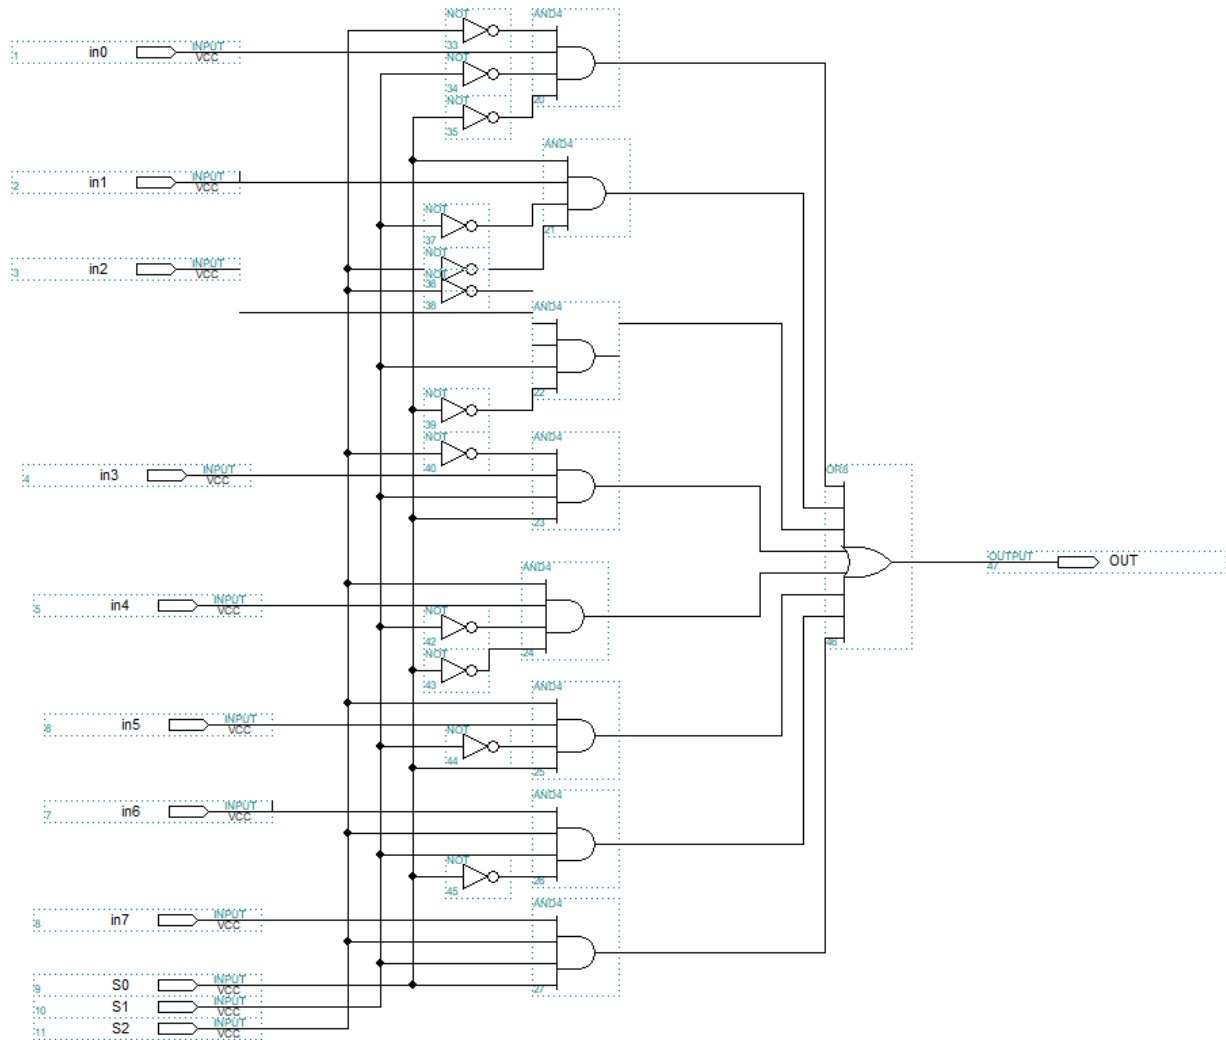 NOT
AND4
33
1
in0
INPUT
VCC
NOT
34
NOT
20
35
AND4
2
in1
INPUT
VCC
NOT
37
21
NOT
3
in2
INPUT
VCC
NOT
36
38
AND4
22
NOT
39
NOT
AND4
4
in3
INPUT
VCC
40
OR8
23
OUTPUT
47
OUT
AND4
5
in4
INPUT
VCC
NOT
42
24
46
NOT
43
AND4
6
in5
INPUT
VCC
NOT
44
25
AND4
7
in6
INPUT
VCC
NOT
45
26
AND4
8
in7
INPUT
VCC
9
S0
INPUT
VCC
27
10
S1
INPUT
VCC
11
S2
INPUT
VCC